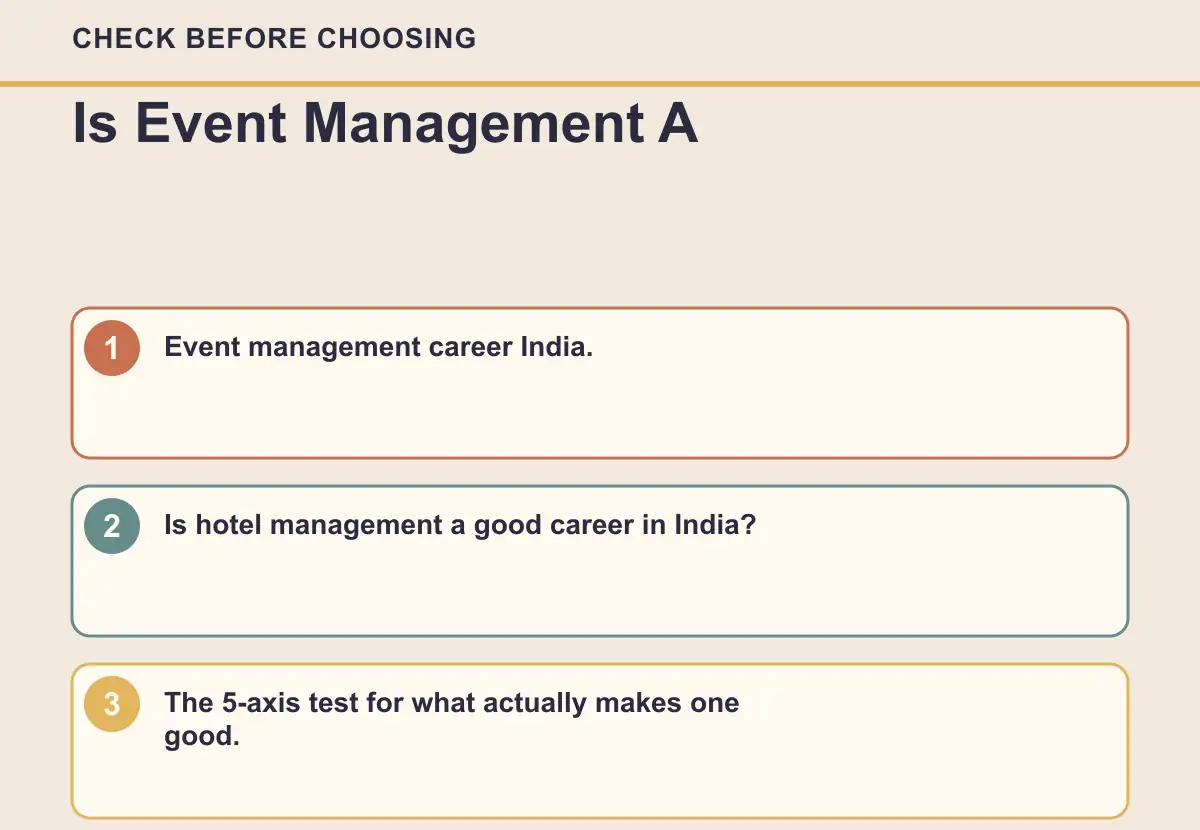 CHECK BEFORE CHOOSING
Is Event Management A
1
Event management career India.
2
Is hotel management a good career in India?
3
The 5-axis test for what actually makes one
good.